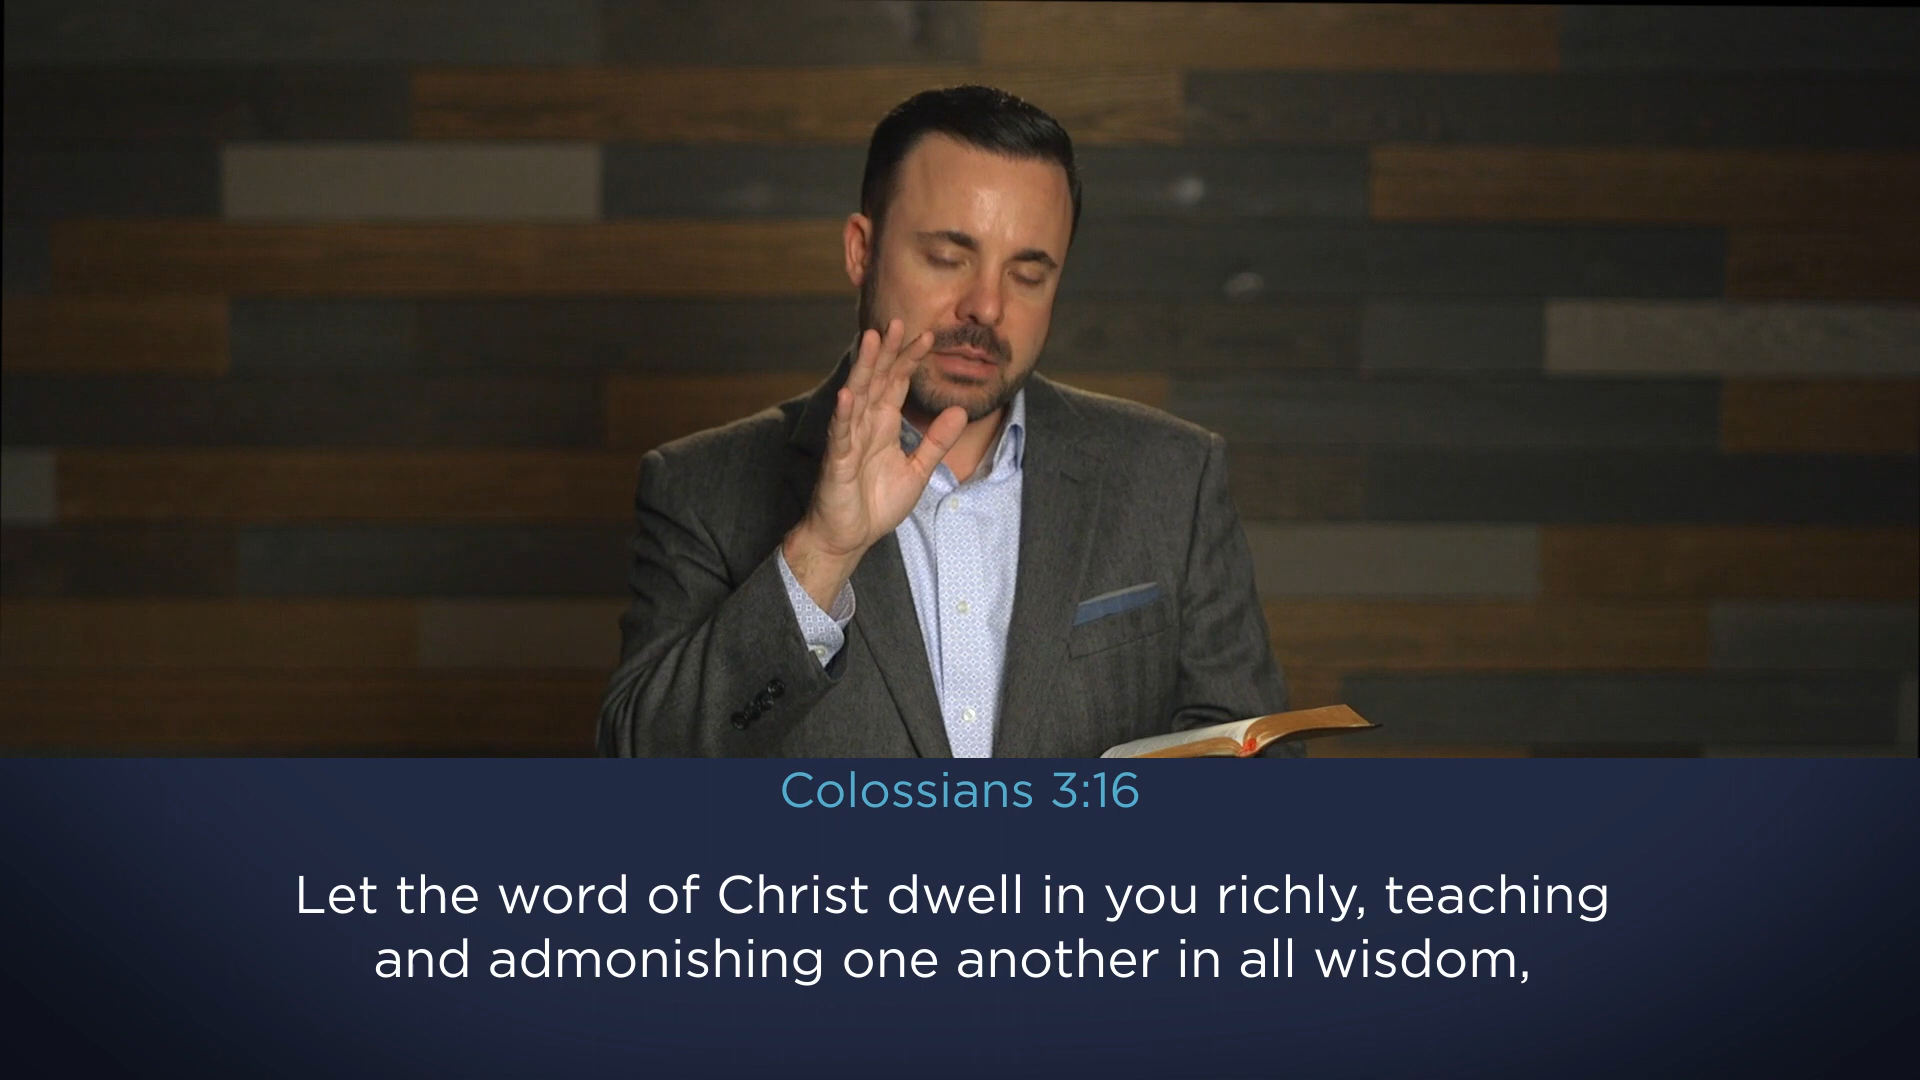 Colossians 3:16
Let the word of Christ dwell in you richly, teaching
and admonishing one another in all wisdom,